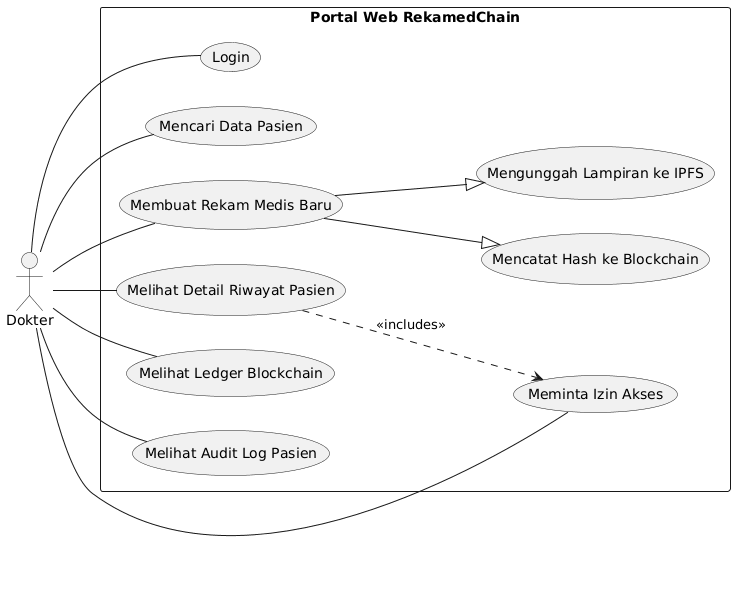 Portal Web RekamedChain
Login
Mencari Data Pasien
Mengunggah Lampiran ke IPFS
Membuat Rekam Medis Baru
Mencatat Hash ke Blockchain
Melihat Detail Riwayat Pasien
Dokter
«includes»
Melihat Ledger Blockchain
Meminta Izin Akses
Melihat Audit Log Pasien